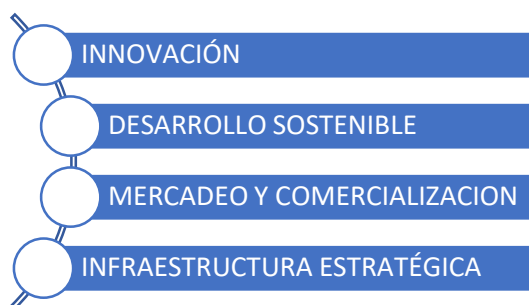 INNOVACIÓN
DESARROLLO SOSTENIBLE
MERCADEO Y COMERCIALIZACION
INFRAESTRUCTURA ESTRATÉGICA